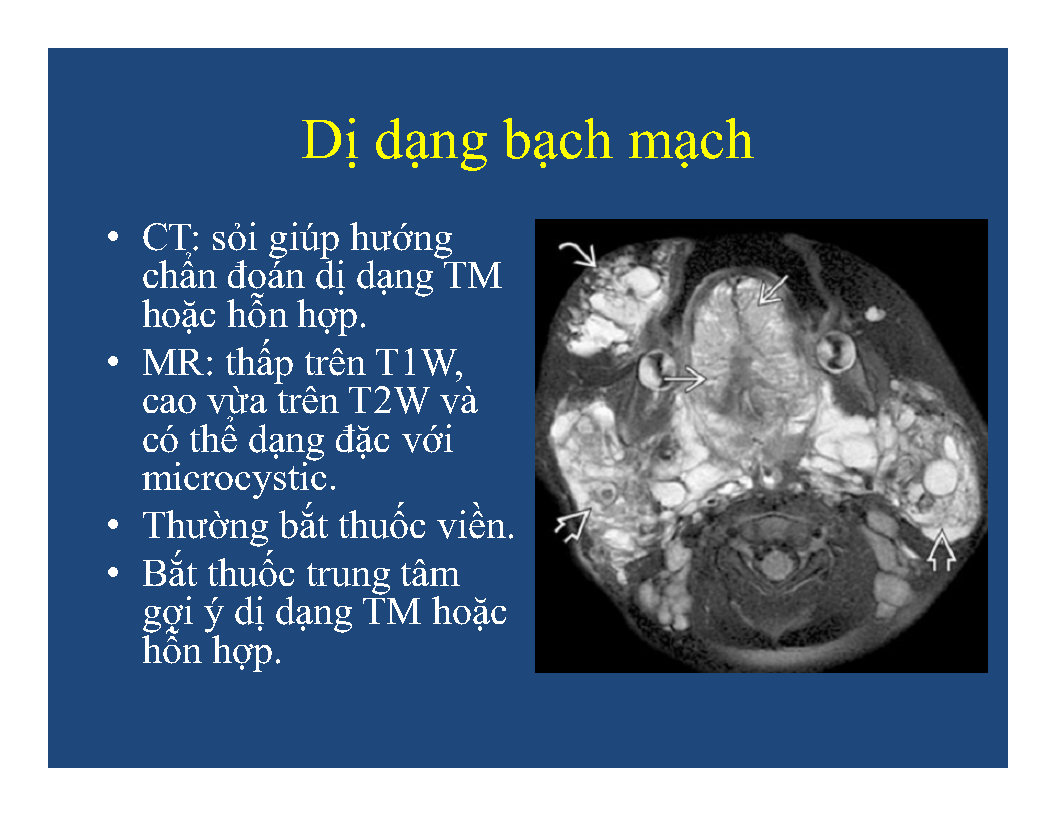 Dị dạng bạch mạch
• CT: sỏi giúp hướng
chẩn đoán dị dạng TM
hoặc hỗn hợp.
• MR: thấp trên T1W,
cao vừa trên T2W và
có thể dạng đặc với
microcystic.
• Thường bắt thuốc viền.
• Bắt thuốc trung tâm
gợi ý dị dạng TM hoặc
hỗn hợp.